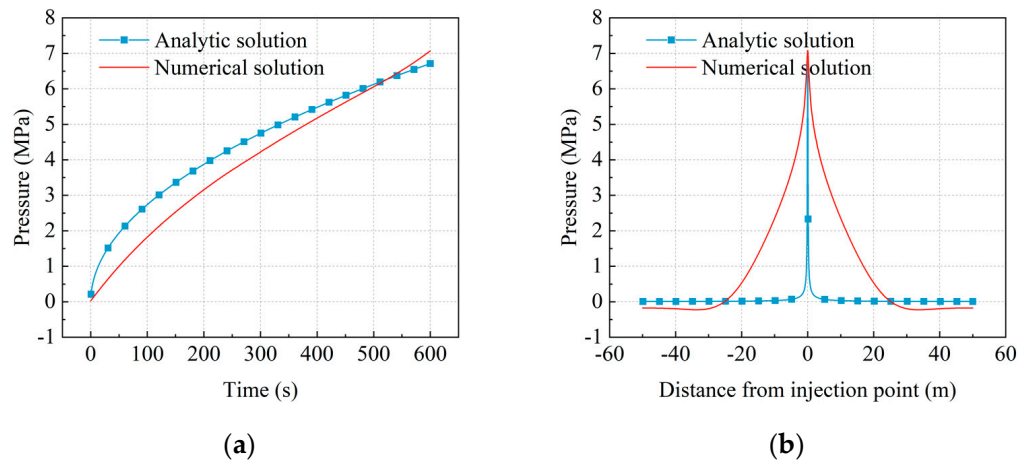 Analytic solution
Numerical solution
Pressure (MPa)
8
7
6
5
4
3
2
1
0
-1
0 100 200 300 400 500 600
Time (s)
(a)
Analytic solution
Numerical solution
Pressure (MPa)
8
7
6
5
4
3
2
1
0
-1
-60 -40 -20 0 20 40 60
Distance from injection point (m)
(b)